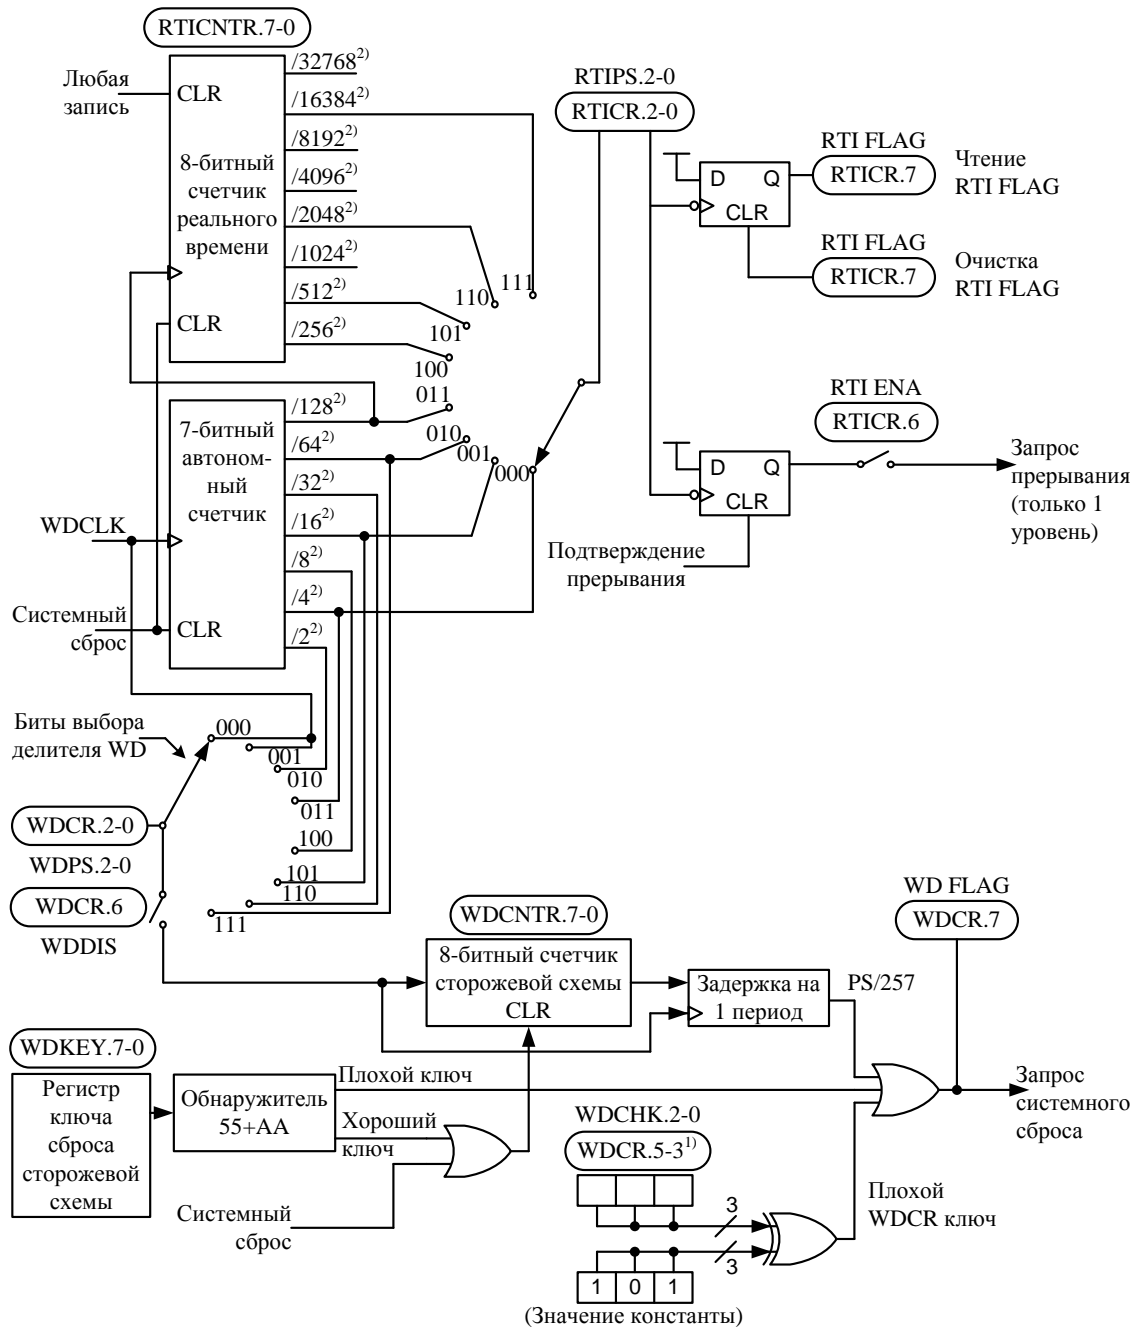 RTICNTR.7-0
Любая
запись
CLR
8-битный
счетчик
реального
времени
CLR
/32768²⁾
/16384²⁾
/8192²⁾
/4096²⁾
/2048²⁾
/1024²⁾
/512²⁾
/256²⁾
111
110
101
100
011
010
001
000
RTIPS.2-0
RTICR.2-0
D Q
CLR
RTI FLAG
RTICR.7
Чтение
RTI FLAG
RTI FLAG
RTICR.7
Очистка
RTI FLAG
7-битный
автоном-
ный
счетчик
CLR
/128²⁾
/64²⁾
/32²⁾
/16²⁾
/8²⁾
/4²⁾
/2²⁾
WDCLK
Системный
сброс
RTI ENA
RTICR.6
D Q
CLR
Запрос
прерывания
(только 1
уровень)
Подтверждение
прерывания
Биты выбора
делителя WD
000
001
010
011
100
101
110
111
WDCR.2-0
WDPS.2-0
WDCR.6
WDDIS
WDCNTR.7-0
8-битный счетчик
сторожевой схемы
CLR
Задержка на
1 период
PS/257
WD FLAG
WDCR.7
WDKEY.7-0
Регистр
ключа
сброса
сторожевой
схемы
Обнаружитель
55+AA
Плохой ключ
Хороший
ключ
Системный
сброс
WDCHK.2-0
WDCR.5-3¹⁾
3
3
1 0 1
(Значение константы)
Плохой
WDCR ключ
Запрос
системного
сброса